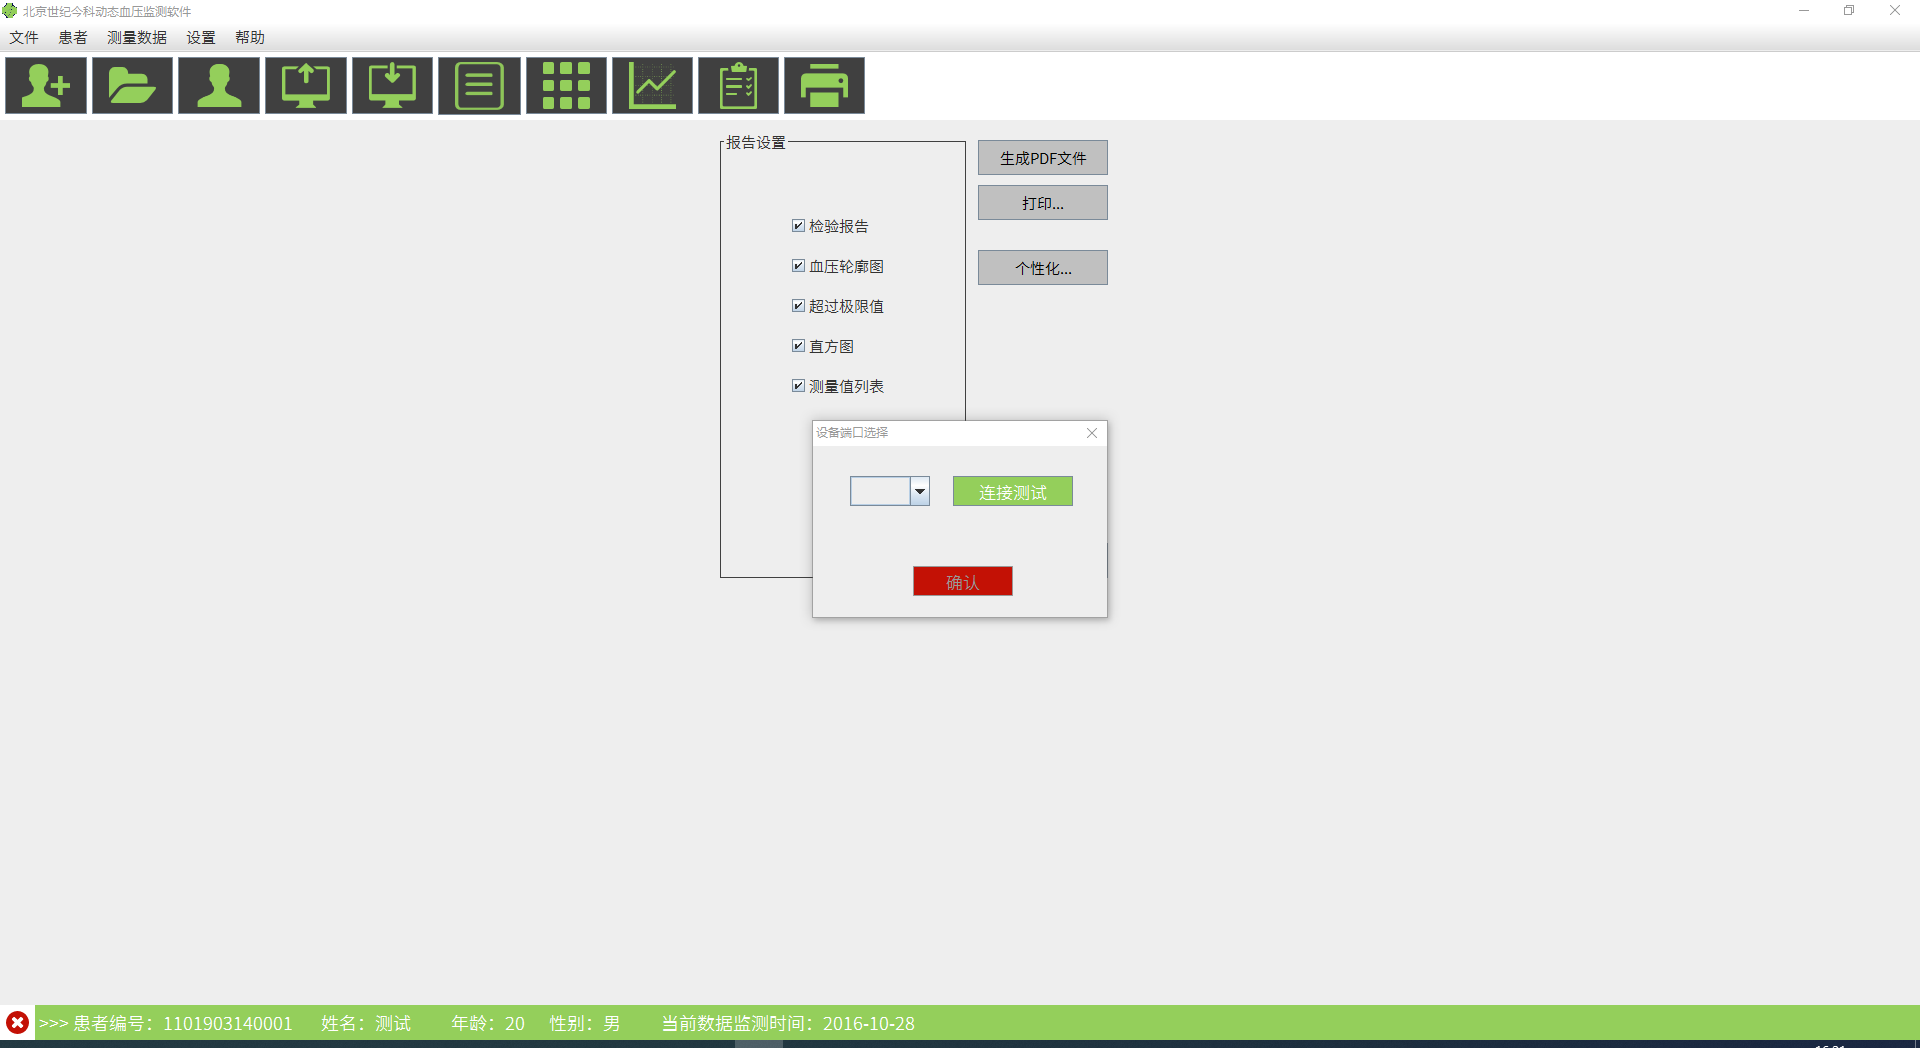 北京世纪今科动态血压监测软件
文件 患者 测量数据 设置 帮助
报告设置
生成PDF文件
打印...
个性化...
检验报告
血压轮廓图
超过极限值
直方图
测量值列表
设备端口选择
连接测试
确认
>>> 患者编号：1101903140001 姓名：测试 年龄：20 性别：男 当前数据监测时间：2016-10-28